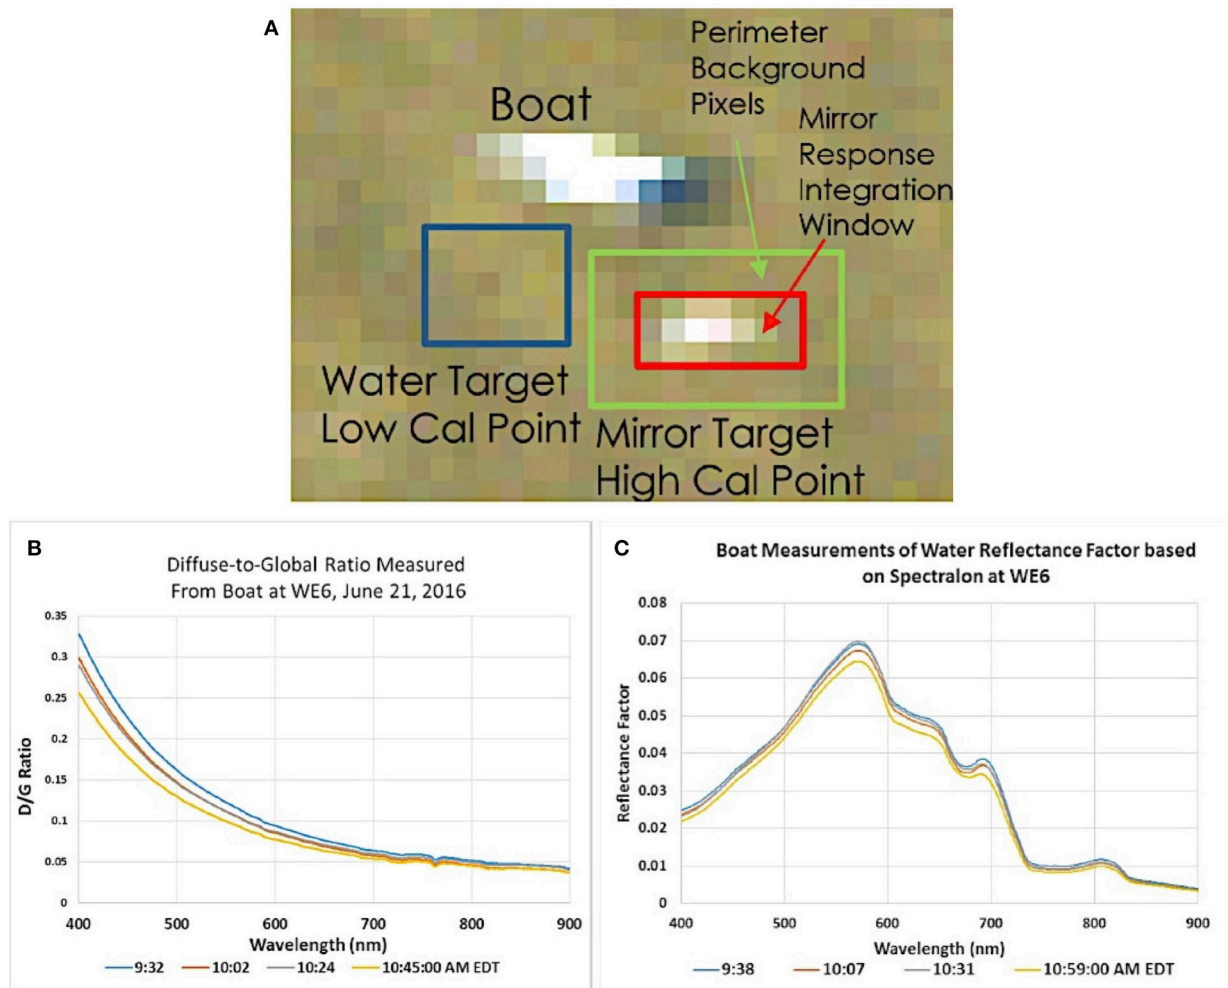 A
Perimeter
Background
Pixels
Boat
Mirror
Response
Integration
Window
Water Target
Low Cal Point
Mirror Target
High Cal Point
B
Diffuse-to-Global Ratio Measured
From Boat at WE6, June 21, 2016
D/G Ratio
0.35
0.3
0.25
0.2
0.15
0.1
0.05
0
400 500 600 700 800 900
Wavelength (nm)
9:32 10:02 10:24 10:45:00 AM EDT
C
Boat Measurements of Water Reflectance Factor based
on Spectralon at WE6
Reflectance Factor
0.08
0.07
0.06
0.05
0.04
0.03
0.02
0.01
0
400 500 600 700 800 900
Wavelength (nm)
9:38 10:07 10:31 10:59:00 AM EDT